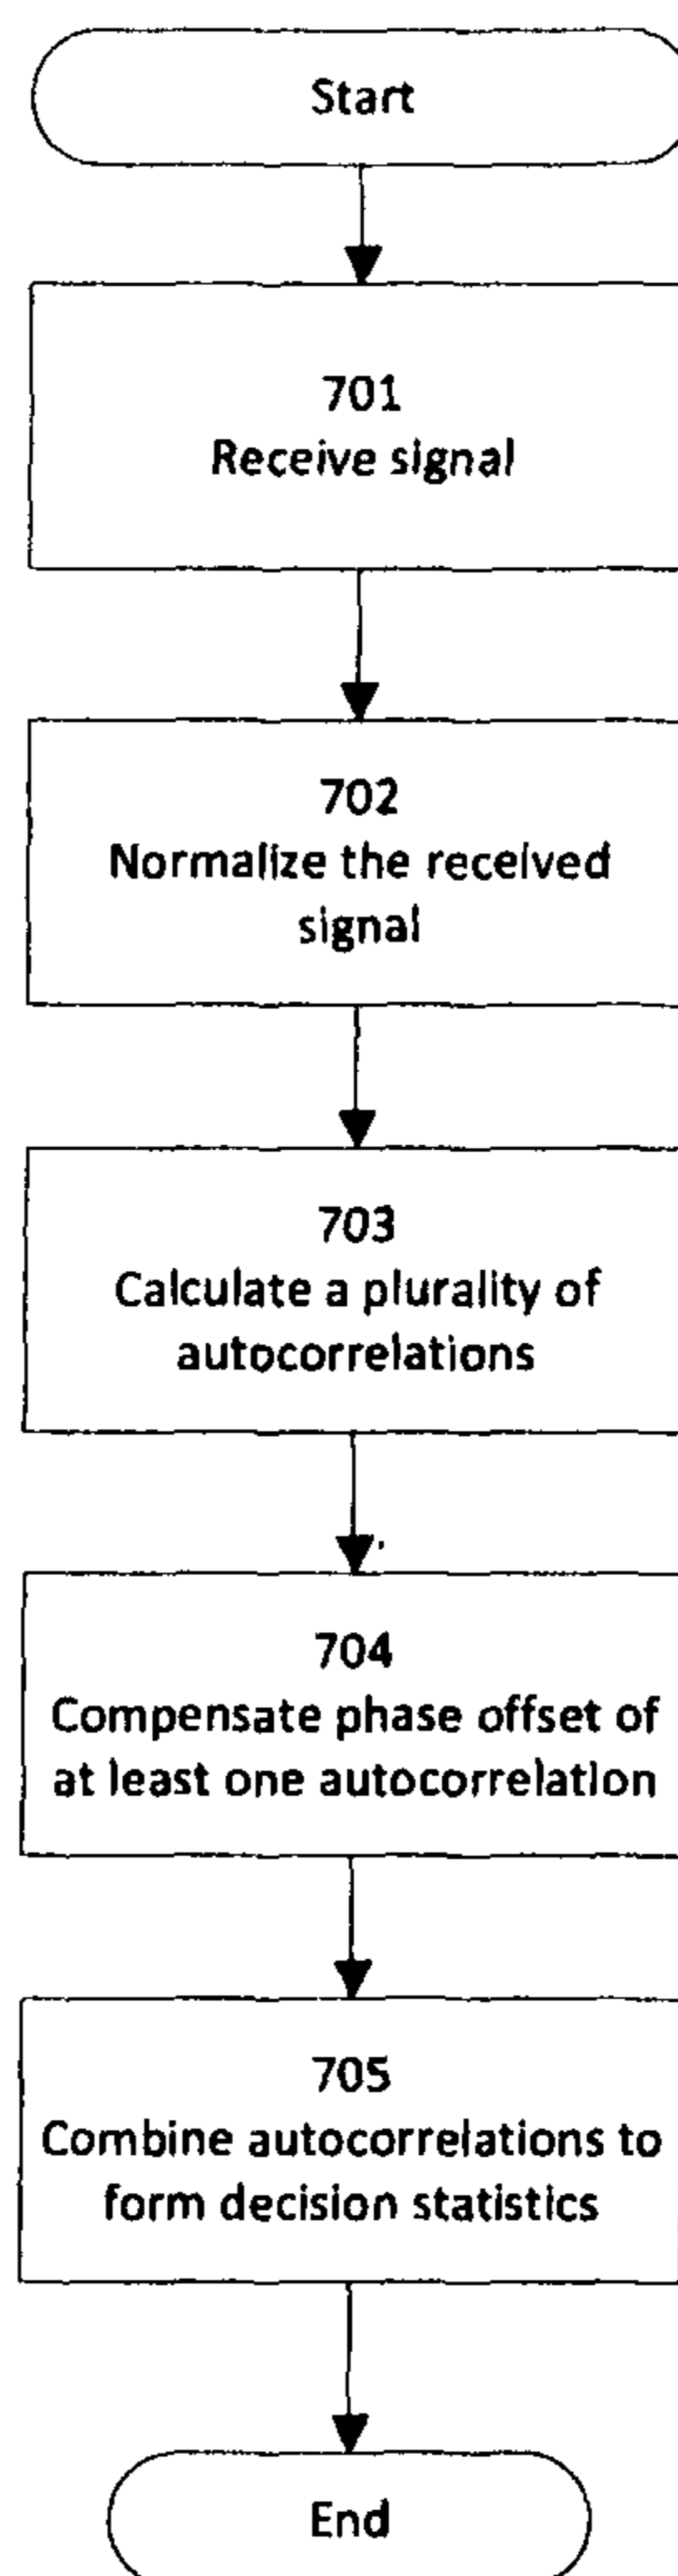 Start
701
Receive signal
702
Normalize the received
signal
703
Calculate a plurality of
autocorrelations
704
Compensate phase offset of
at least one autocorrelation
705
Combine autocorrelations to
form decision statistics
End